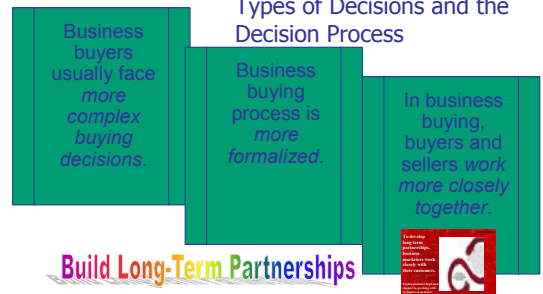 Types of Decisions and the
Decision Process
Business
buyers
usually face
more
complex
buying
decisions.
Business
buying
process is
more
formalized.
In business
buying,
buyers and
sellers work
more closely
together.
Build Long-Term Partnerships
To develop
long-term
partnerships,
business
marketers work
closely with
their customers.